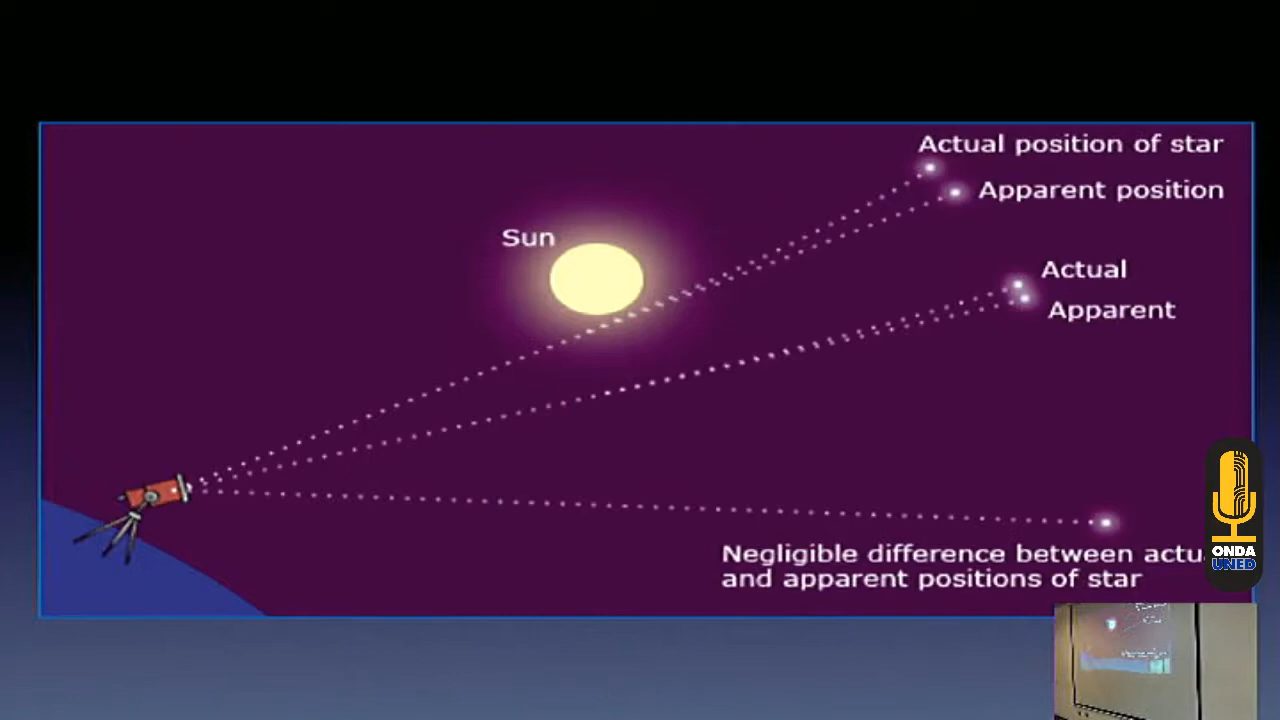 Actual position of star
Apparent position
Sun
Actual
Apparent
Negligible difference between
and apparent positions of star
ONDA
UNED